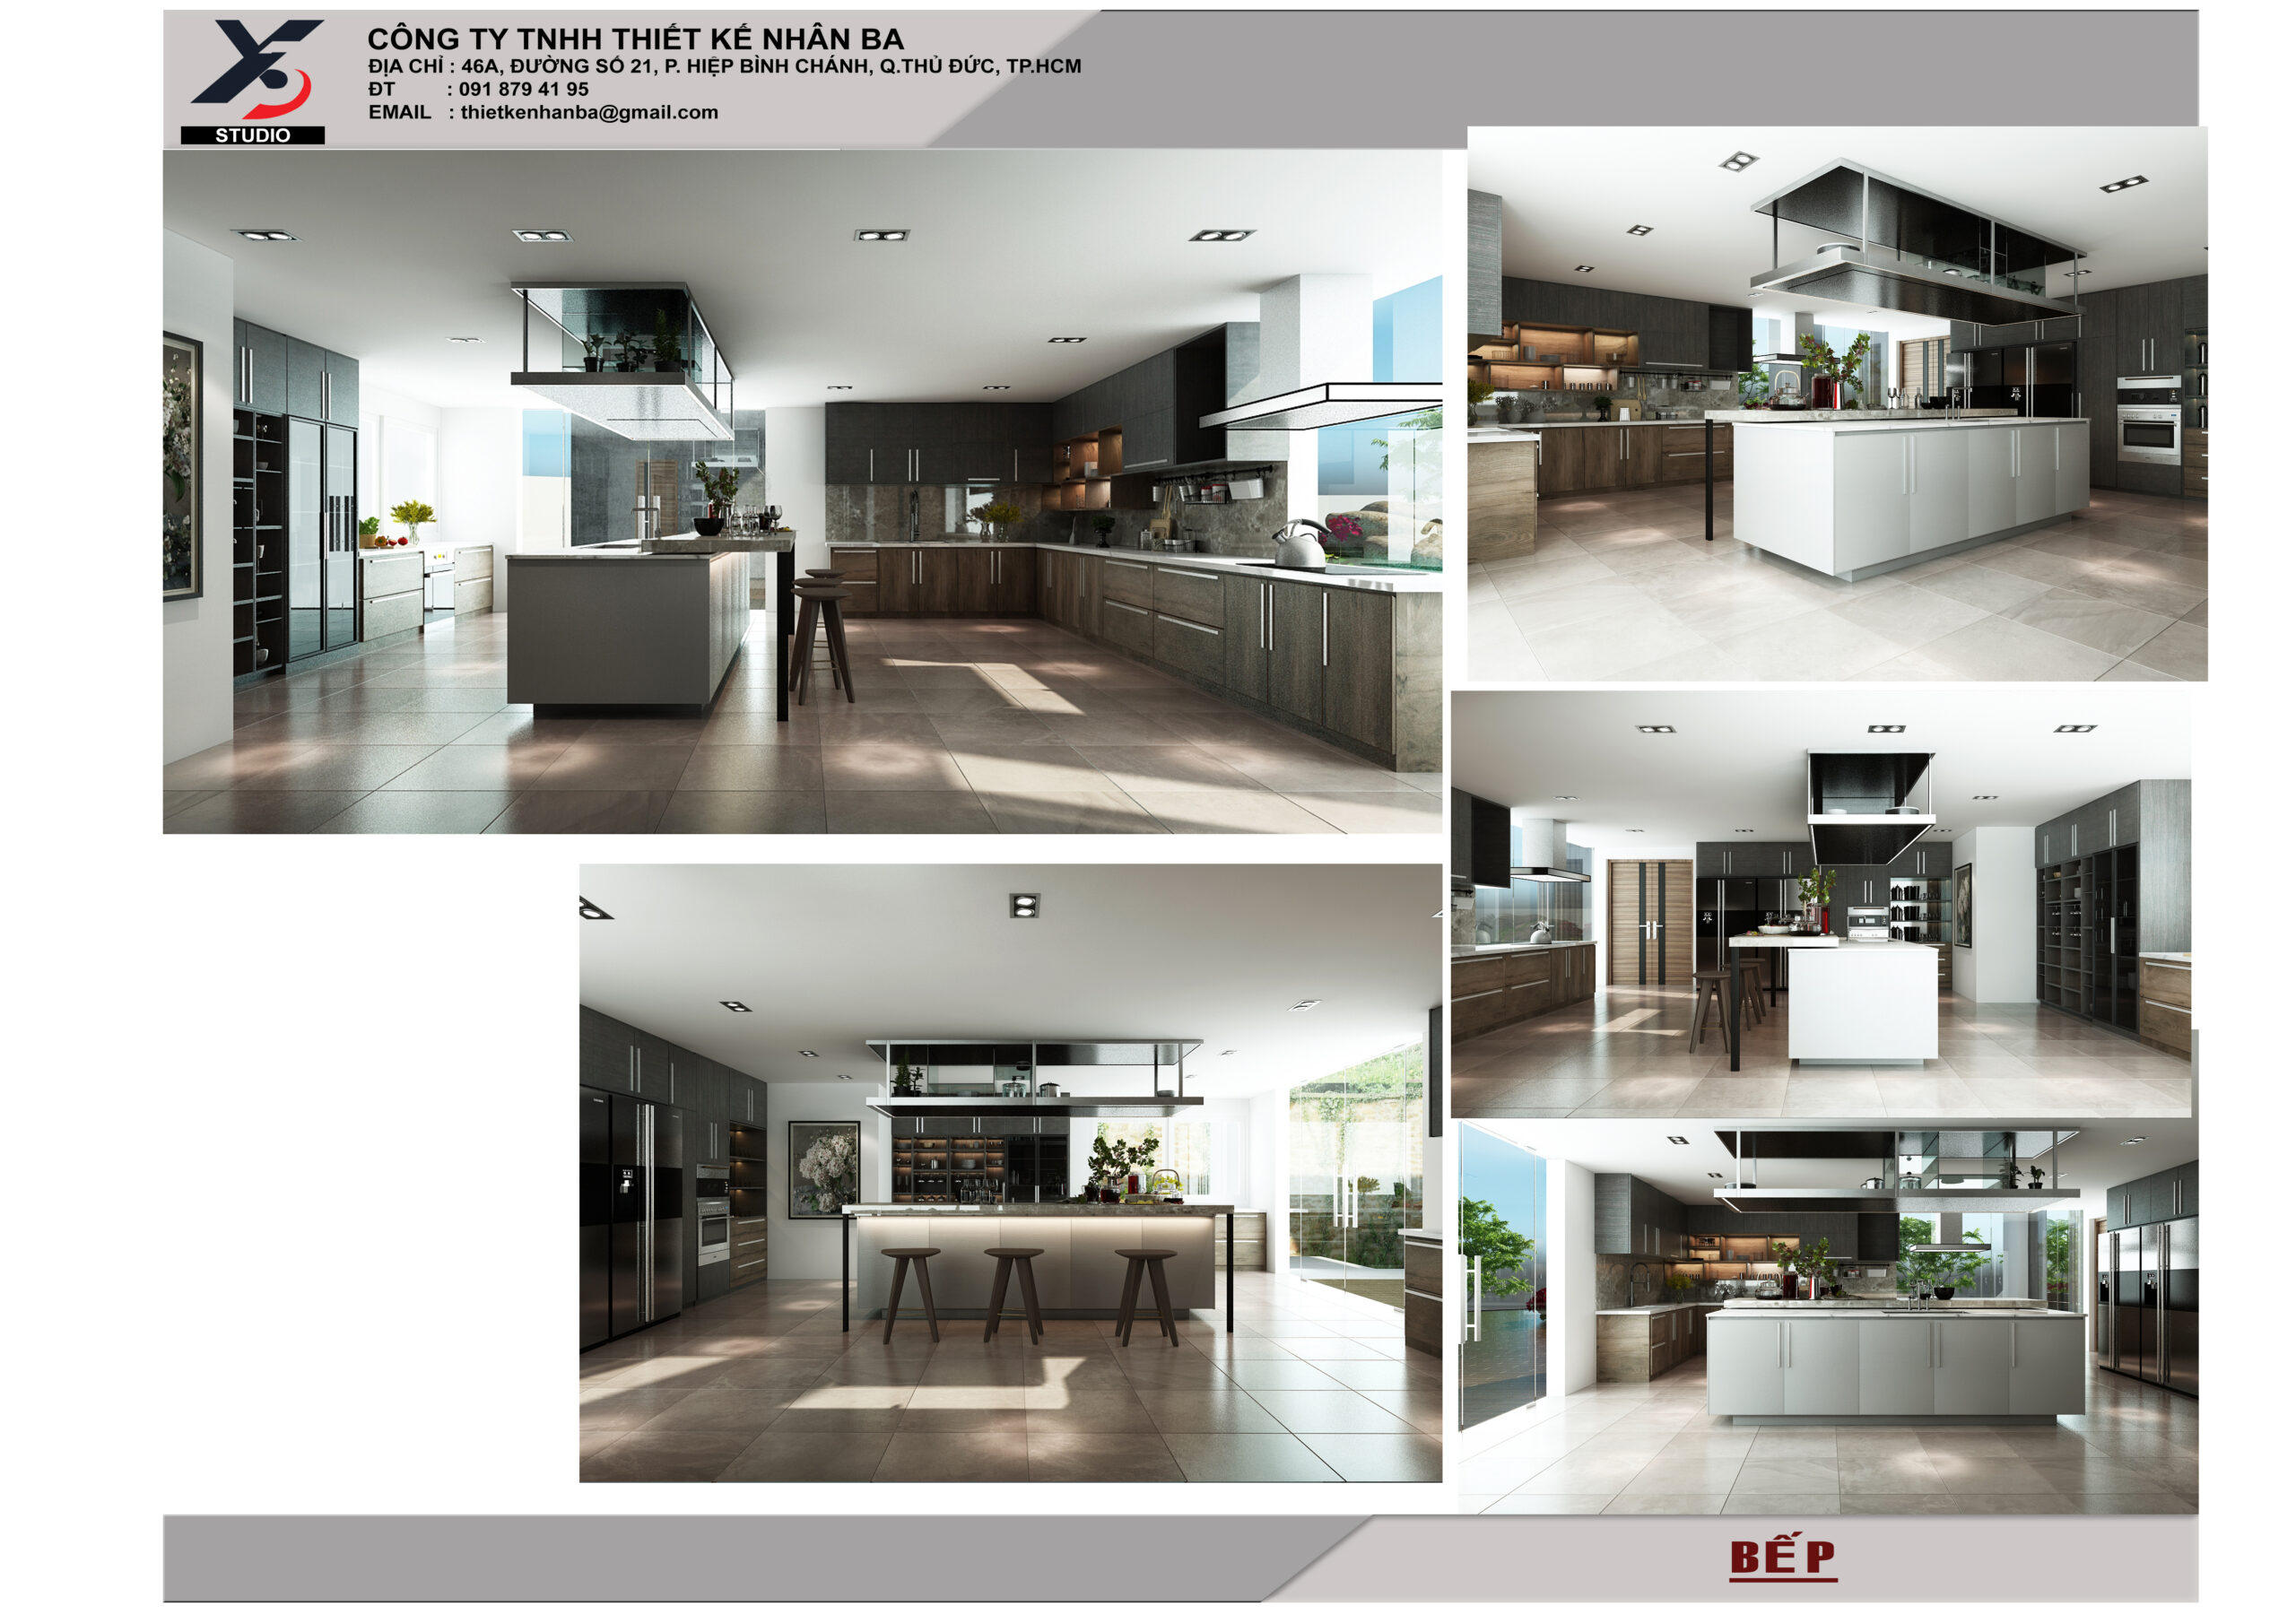 CÔNG TY TNHH THIẾT KẾ NHÂN BA
ĐỊA CHỈ : 46A, ĐƯỜNG SỐ 21, P. HIỆP BÌNH CHÁNH, Q.THỦ ĐỨC, TP.HCM
ĐT : 091 879 41 95
EMAIL : thietkenhanba@gmail.com
STUDIO
BẾP